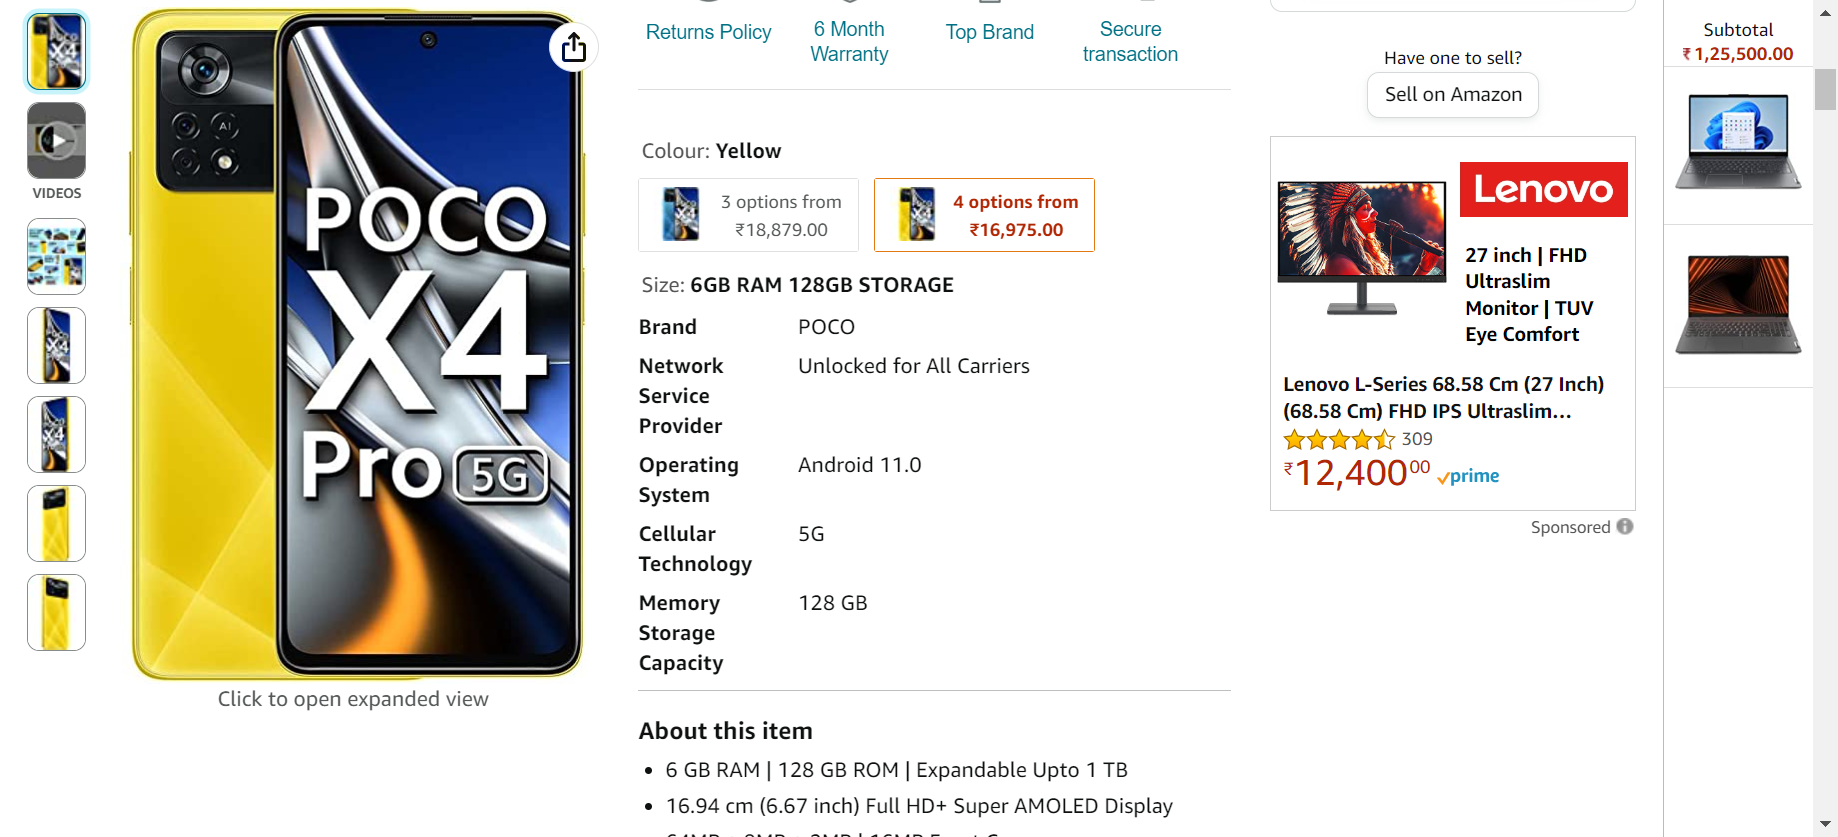 VIDEOS
AI
POCO
X4
Pro 5G
Click to open expanded view
Returns Policy
6 Month
Warranty
Top Brand
Secure
transaction
Colour: Yellow
3 options from
₹18,879.00
4 options from
₹16,975.00
Size: 6GB RAM 128GB STORAGE
Brand POCO
Network Unlocked for All Carriers
Service
Provider
Operating Android 11.0
System
Cellular 5G
Technology
Memory 128 GB
Storage
Capacity
About this item
6 GB RAM | 128 GB ROM | Expandable Upto 1 TB
16.94 cm (6.67 inch) Full HD+ Super AMOLED Display
Have one to sell?
Sell on Amazon
Lenovo
27 inch | FHD
Ultraslim
Monitor | TUV
Eye Comfort
Lenovo L-Series 68.58 Cm (27 Inch)
(68.58 Cm) FHD IPS Ultraslim...
309
₹12,40000 prime
Sponsored
Subtotal
₹1,25,500.00